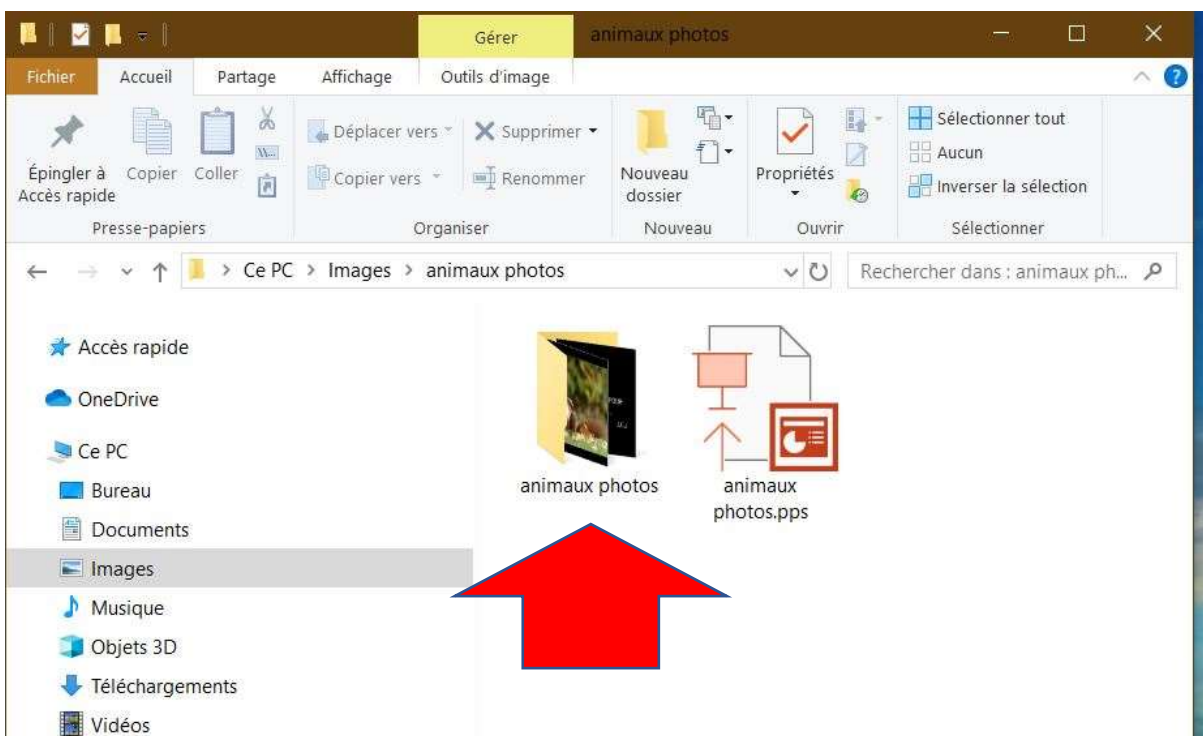 Gérer
animaux photos
Fichier
Accueil
Partage
Affichage
Outils d'image
Épingler à
Accès rapide
Copier
Coller
Déplacer vers
Copier vers
Supprimer
Renommer
Nouveau
dossier
Propriétés
Sélectionner tout
Aucun
Inverser la sélection
Presse-papiers
Organiser
Nouveau
Ouvrir
Sélectionner
Ce PC > Images > animaux photos
Rechercher dans : animaux ph...
Accès rapide
OneDrive
Ce PC
Bureau
Documents
Images
Musique
Objets 3D
Téléchargements
Vidéos
animaux photos
animaux
photos.pps